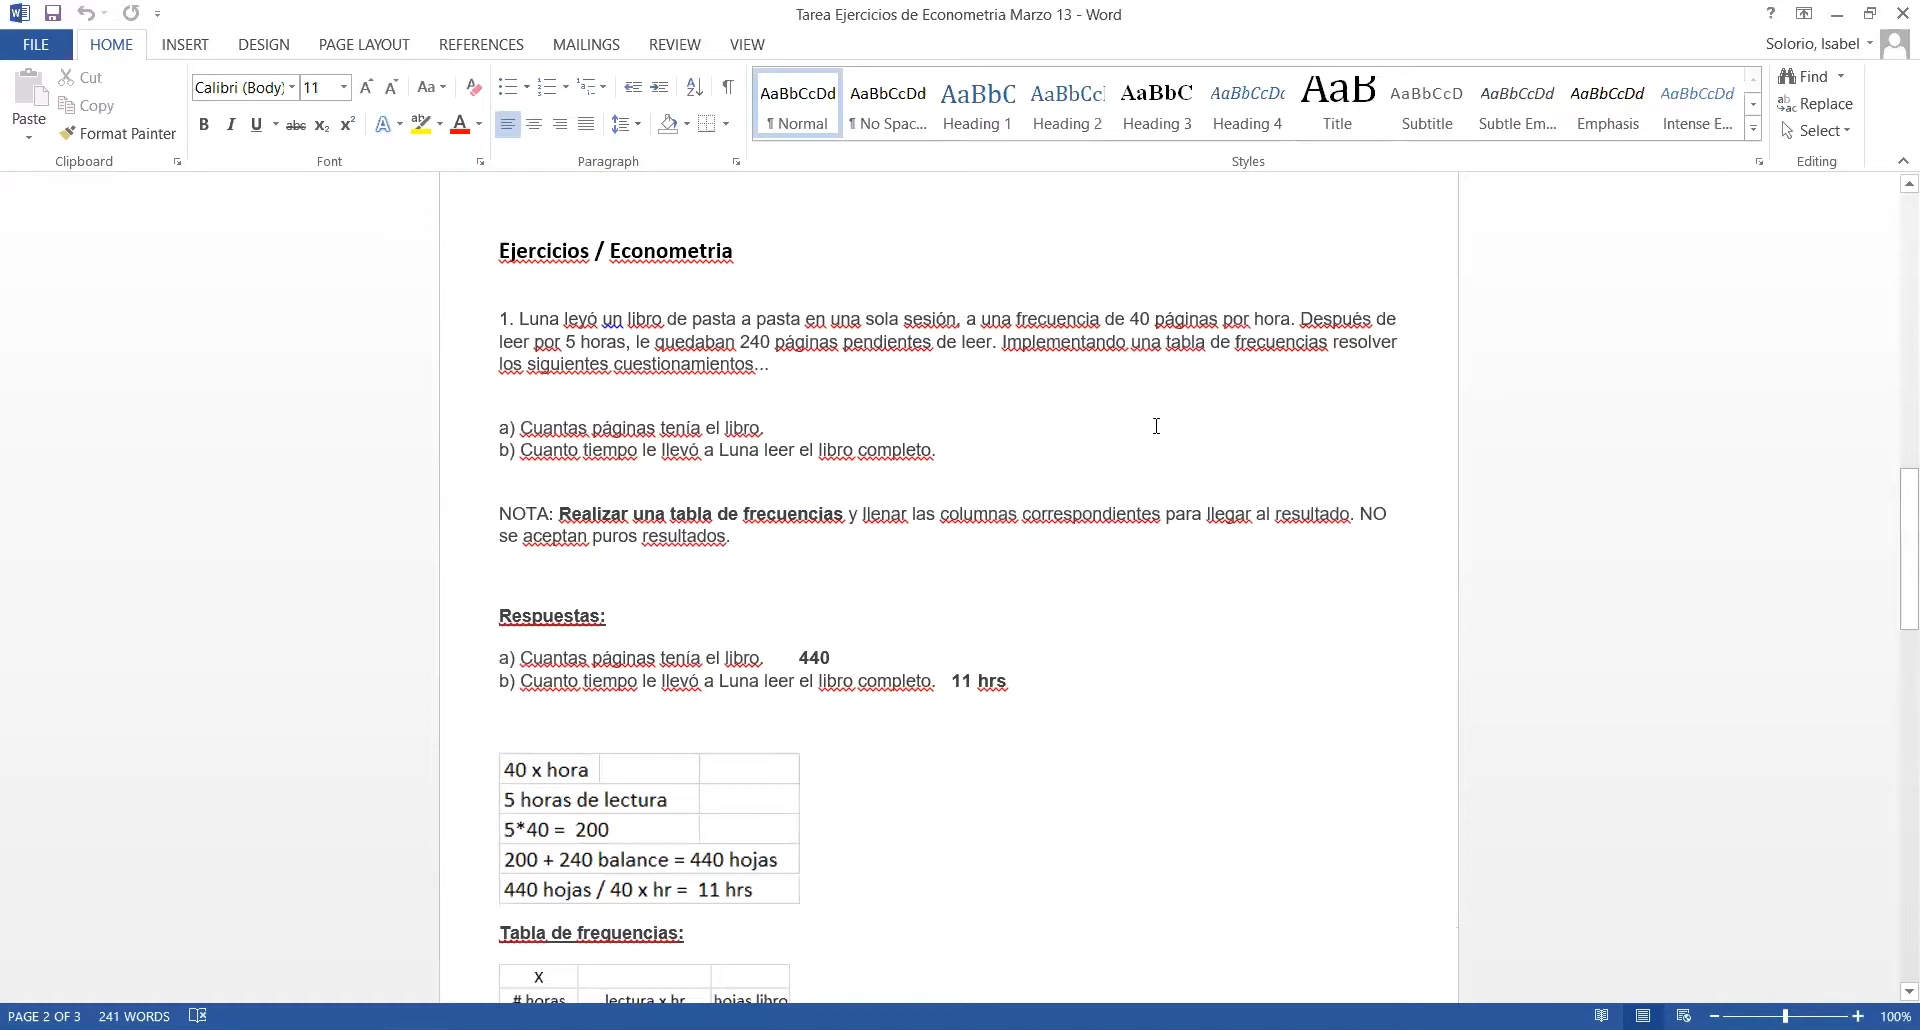 Tarea Ejercicios de Econometria Marzo 13 - Word
?
FILE HOME INSERT DESIGN PAGE LAYOUT REFERENCES MAILINGS REVIEW VIEW
Solorio, Isabel
Paste
Cut
Copy
Format Painter
Clipboard
Calibri (Body) 11
Aa
B I U abc x₂ x²
Font
Paragraph
AaBbCcDd AaBbCcDd AaBbC AaBbCc AaBbC AaBbCcDc AaB AaBbCcD AaBbCcDd AaBbCcDd AaBbCcDd
¶ Normal ¶ No Spac... Heading 1 Heading 2 Heading 3 Heading 4 Title Subtitle Subtle Em... Emphasis Intense E...
Styles
Find
Replace
Select
Editing
Ejercicios / Econometria
1. Luna leyó un libro de pasta a pasta en una sola sesión, a una frecuencia de 40 páginas por hora. Después de
leer por 5 horas, le quedaban 240 páginas pendientes de leer. Implementando una tabla de frecuencias resolver
los siguientes cuestionamientos...
a) Cuantas páginas tenía el libro.
b) Cuanto tiempo le llevó a Luna leer el libro completo.
NOTA: Realizar una tabla de frecuencias y llenar las columnas correspondientes para llegar al resultado. NO
se aceptan puros resultados.
Respuestas:
a) Cuantas páginas tenía el libro. 440
b) Cuanto tiempo le llevó a Luna leer el libro completo. 11 hrs
40 x hora
5 horas de lectura
5*40 = 200
200 + 240 balance = 440 hojas
440 hojas / 40 x hr = 11 hrs
Tabla de frequencias:
X
# horas lectura x hr hojas libro
PAGE 2 OF 3 241 WORDS
100%